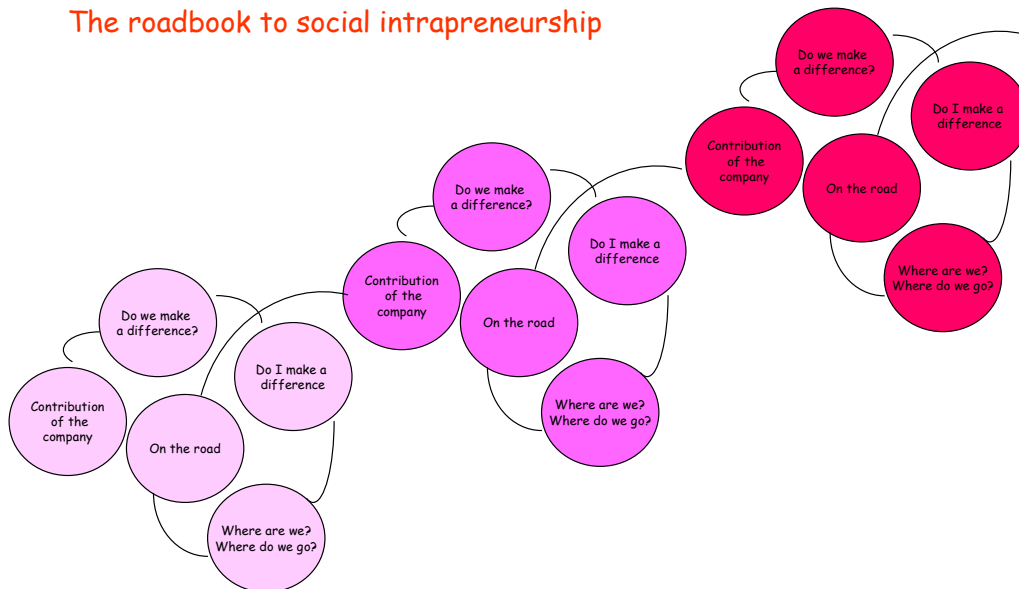 The roadbook to social intrapreneurship
Do we make
a difference?
Do I make a
difference
Contribution
of the
company
On the road
Where are we?
Where do we go?
Do we make
a difference?
Do I make a
difference
Contribution
of the
company
On the road
Where are we?
Where do we go?
Do we make
a difference?
Do I make a
difference
Contribution
of the
company
On the road
Where are we?
Where do we go?